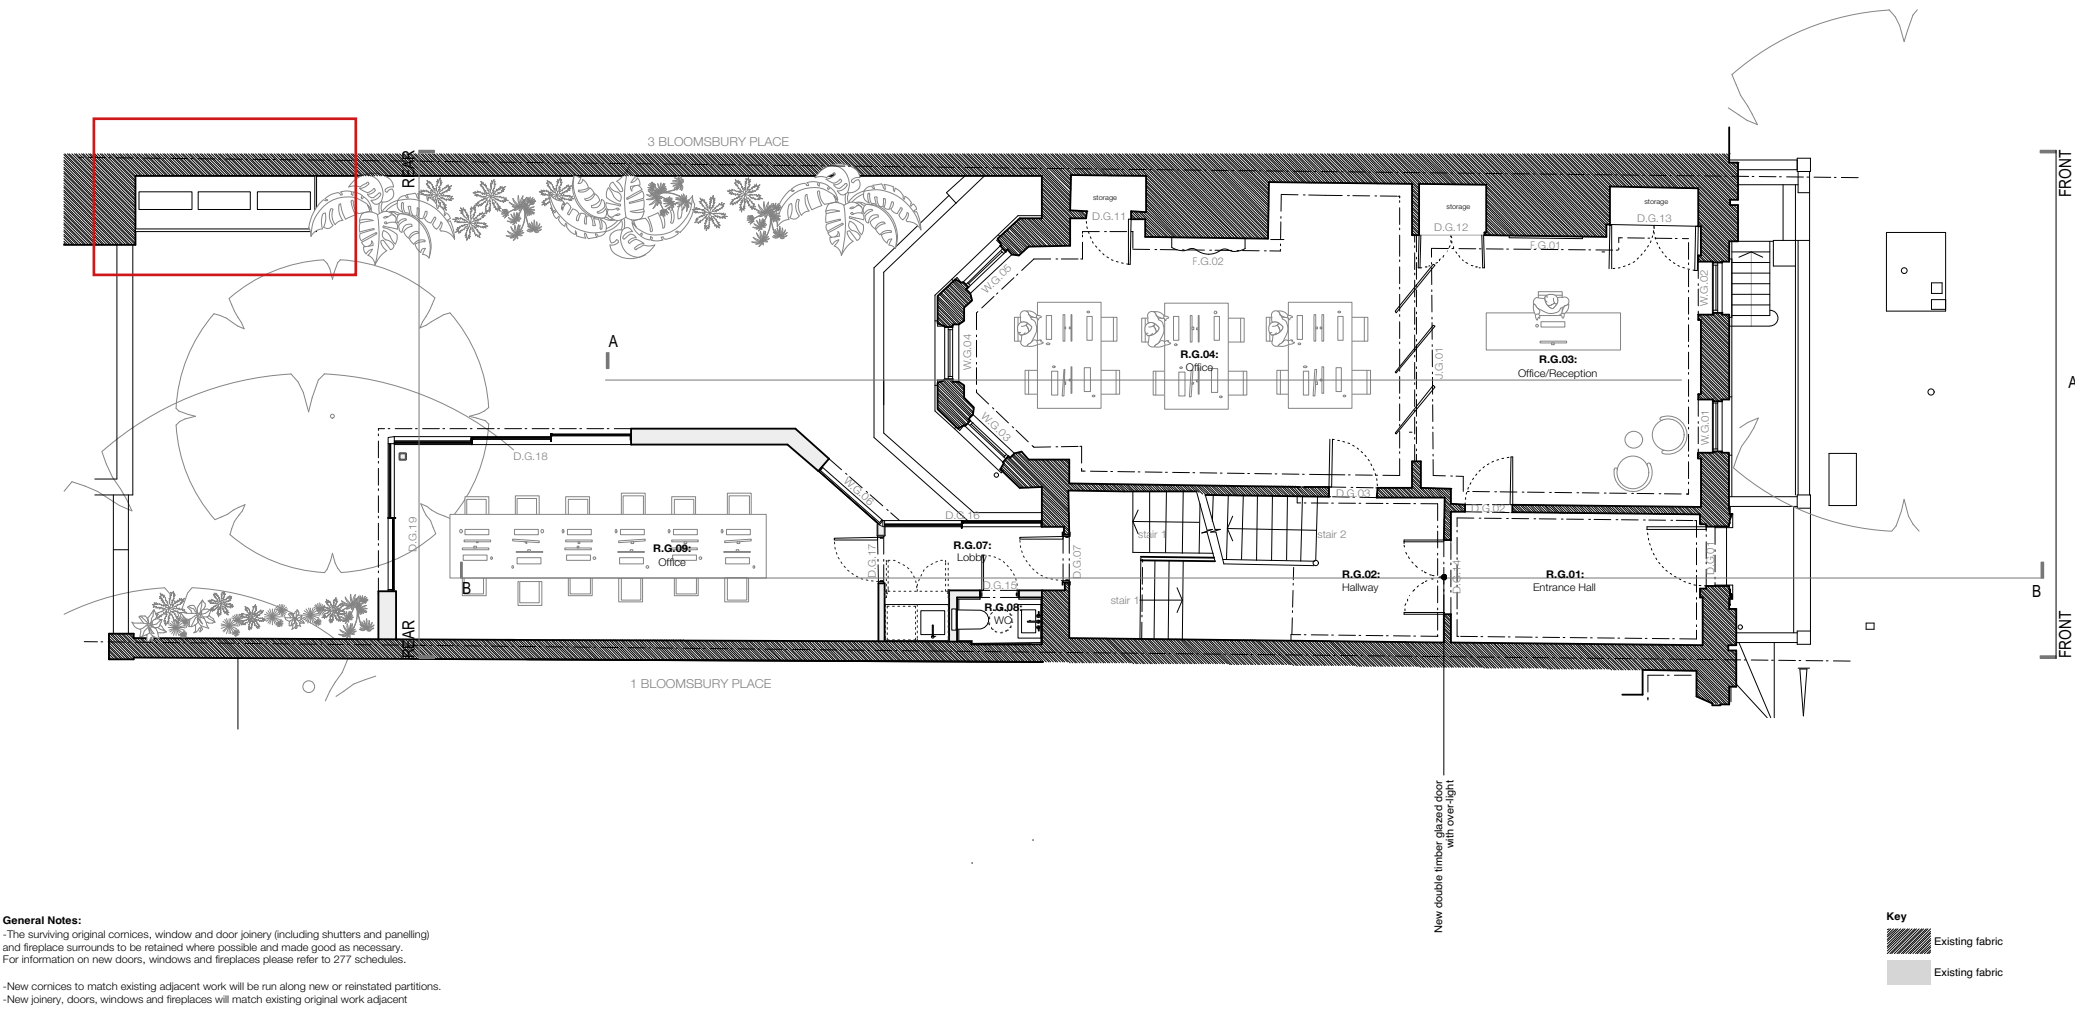 3 BLOOMSBURY PLACE
REAR
FRONT
storage
D.G.11
storage
D.G.12
storage
D.G.13
F.G.01
F.G.02
W.G.05
W.G.02
A
W.G.04
R.G.04:
Office
J.G.01
R.G.03:
Office/Reception
A
W.G.03
W.G.01
D.G.18
W.G.06
D.G.03
D.G.02
D.G.16
D.G.19
stair 1
stair 2
R.G.09:
Office
D.G.17
R.G.07:
Lobby
D.G.07
D.G.01
B
D.G.15
R.G.02:
Hallway
D.G.14
R.G.01:
Entrance Hall
B
stair 1
R.G.08:
WC
REAR
FRONT
1 BLOOMSBURY PLACE
New double timber glazed door
with over-light
General Notes:
-The surviving original cornices, window and door joinery (including shutters and panelling)
and fireplace surrounds to be retained where possible and made good as necessary.
For information on new doors, windows and fireplaces please refer to 277 schedules.
-New cornices to match existing adjacent work will be run along new or reinstated partitions.
-New joinery, doors, windows and fireplaces will match existing original work adjacent
Key
Existing fabric
Existing fabric